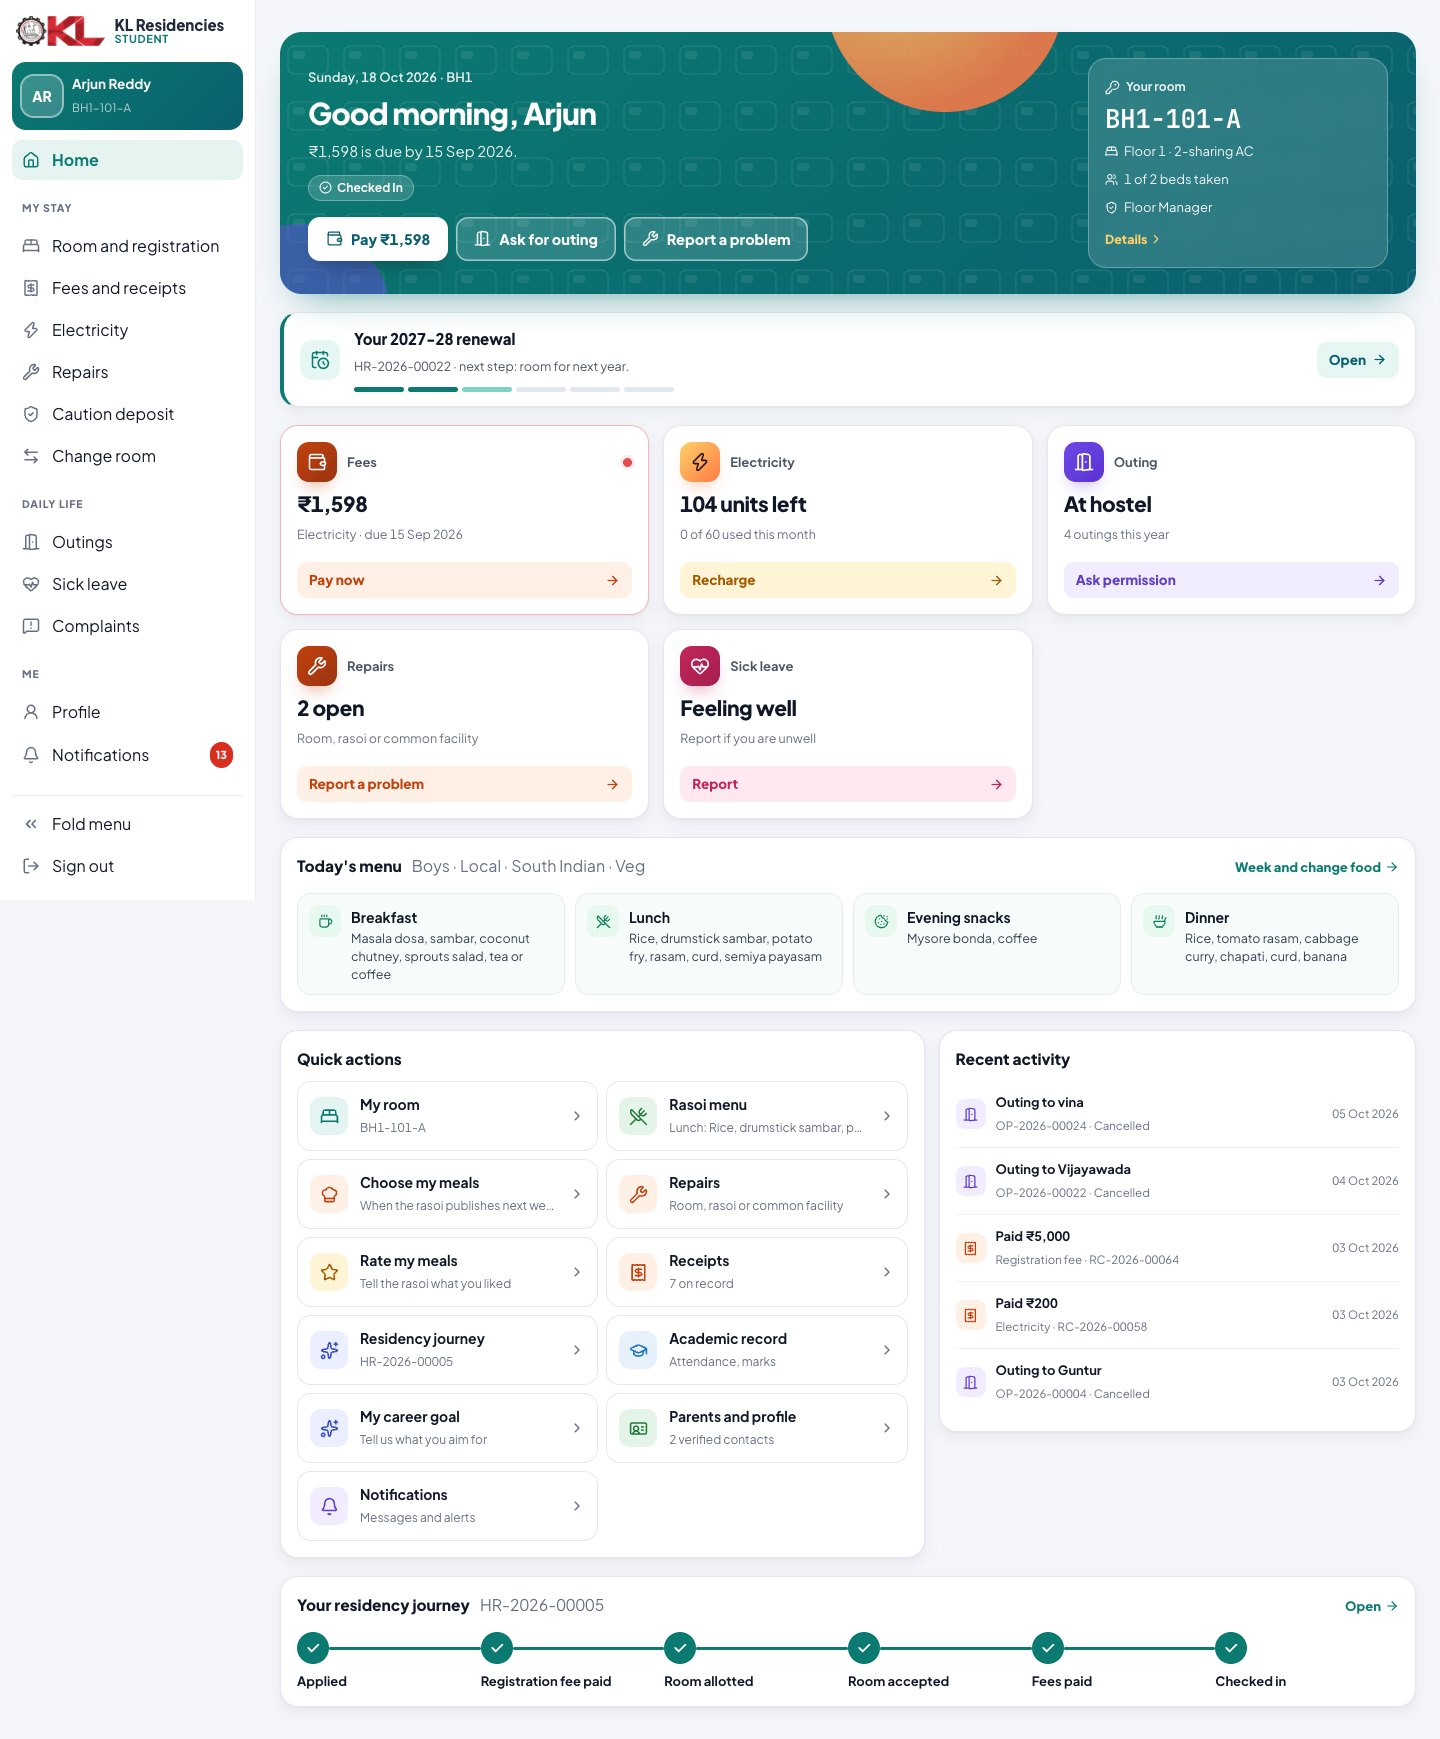 KL
KL Residencies
STUDENT
AR
Arjun Reddy
BH1-101-A
Home
MY STAY
Room and registration
Fees and receipts
Electricity
Repairs
Caution deposit
Change room
DAILY LIFE
Outings
Sick leave
Complaints
ME
Profile
Notifications
13
Fold menu
Sign out
Sunday, 18 Oct 2026 · BH1
Good morning, Arjun
₹1,598 is due by 15 Sep 2026.
Checked In
Pay ₹1,598
Ask for outing
Report a problem
Your room
BH1-101-A
Floor 1 · 2-sharing AC
1 of 2 beds taken
Floor Manager
Details
Your 2027-28 renewal
HR-2026-00022 · next step: room for next year.
Open
Fees
₹1,598
Electricity · due 15 Sep 2026
Pay now
Electricity
104 units left
0 of 60 used this month
Recharge
Outing
At hostel
4 outings this year
Ask permission
Repairs
2 open
Room, rasoi or common facility
Report a problem
Sick leave
Feeling well
Report if you are unwell
Report
Today's menu Boys · Local · South Indian · Veg
Week and change food
Breakfast
Masala dosa, sambar, coconut
chutney, sprouts salad, tea or
coffee
Lunch
Rice, drumstick sambar, potato
fry, rasam, curd, semiya payasam
Evening snacks
Mysore bonda, coffee
Dinner
Rice, tomato rasam, cabbage
curry, chapati, curd, banana
Quick actions
My room
BH1-101-A
Rasoi menu
Lunch: Rice, drumstick sambar, p...
Choose my meals
When the rasoi publishes next we...
Repairs
Room, rasoi or common facility
Rate my meals
Tell the rasoi what you liked
Receipts
7 on record
Residency journey
HR-2026-00005
Academic record
Attendance, marks
My career goal
Tell us what you aim for
Parents and profile
2 verified contacts
Notifications
Messages and alerts
Recent activity
Outing to vina
OP-2026-00024 · Cancelled
05 Oct 2026
Outing to Vijayawada
OP-2026-00022 · Cancelled
04 Oct 2026
Paid ₹5,000
Registration fee · RC-2026-00064
03 Oct 2026
Paid ₹200
Electricity · RC-2026-00058
03 Oct 2026
Outing to Guntur
OP-2026-00004 · Cancelled
03 Oct 2026
Your residency journey HR-2026-00005
Open
Applied
Registration fee paid
Room allotted
Room accepted
Fees paid
Checked in